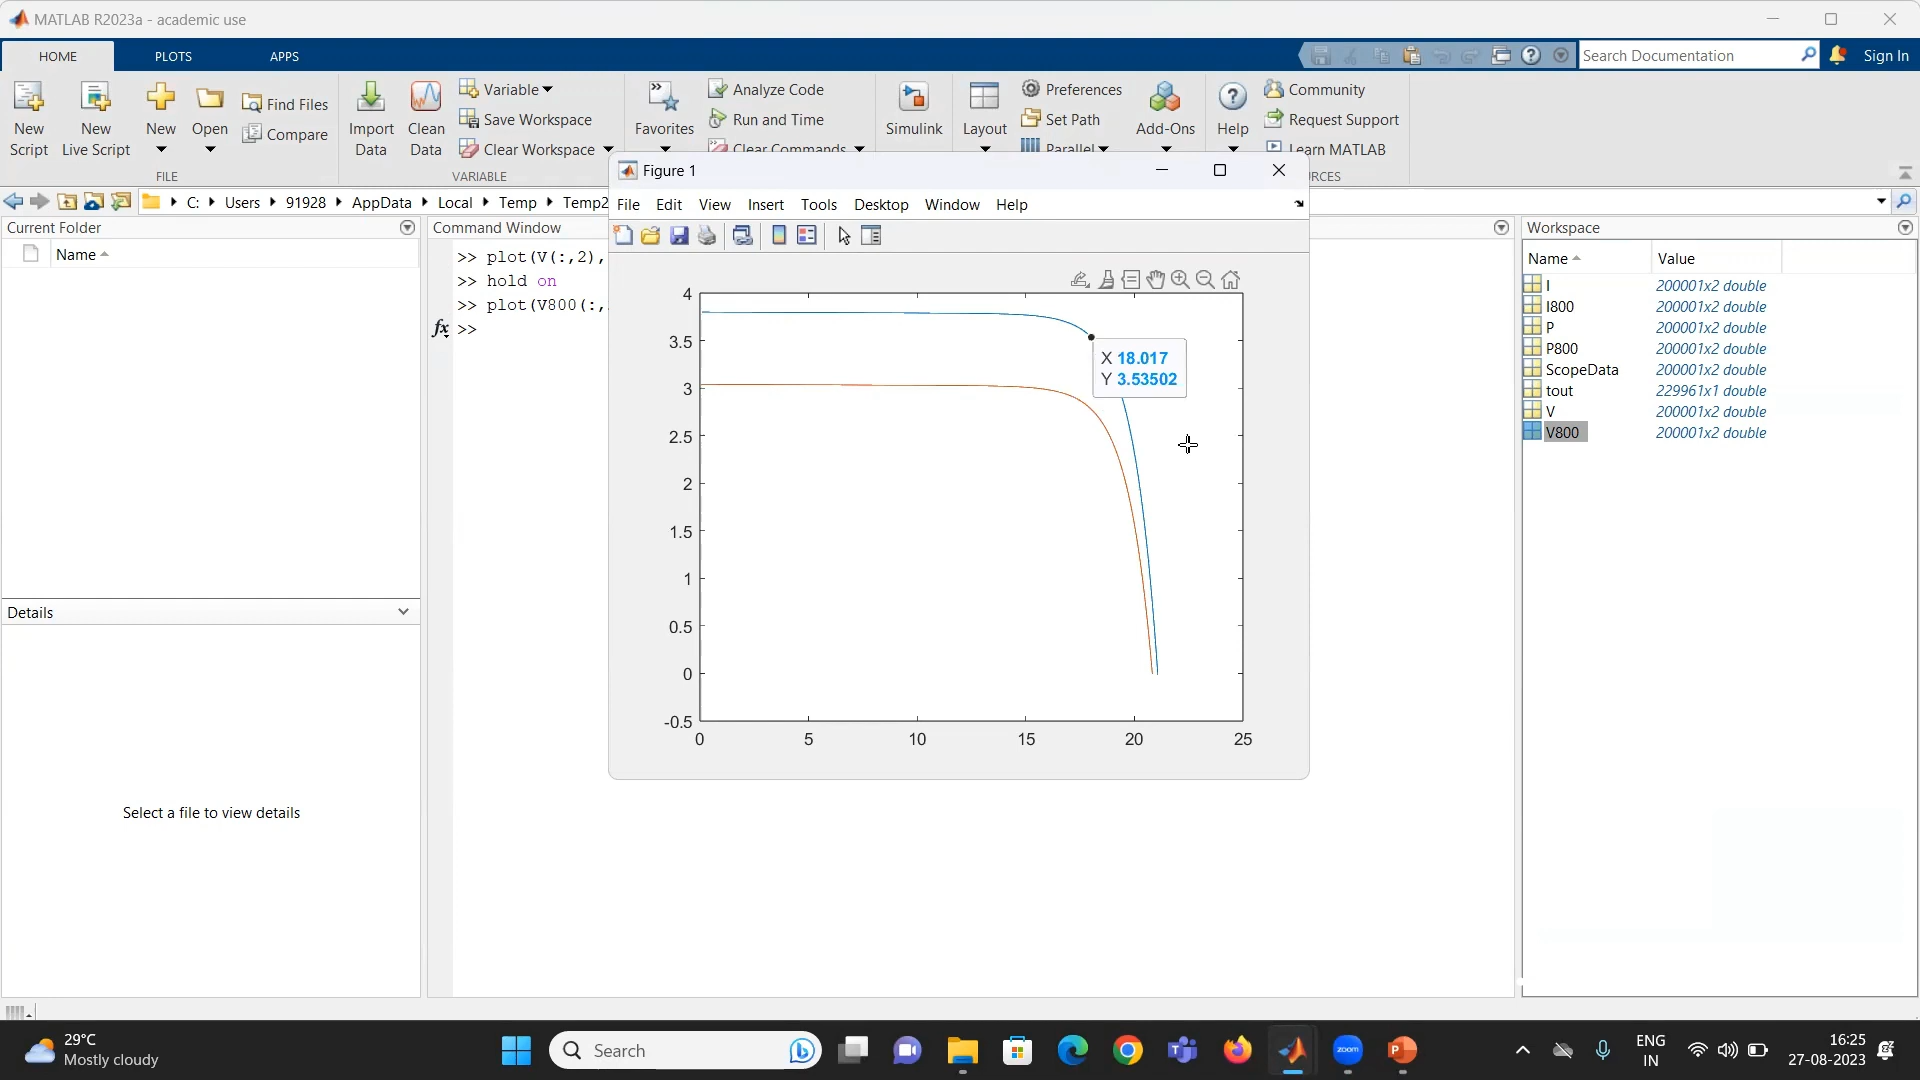 MATLAB R2023a - academic use
HOME PLOTS APPS
Search Documentation
Sign In
New Script
New Live Script
New
Open
Find Files
Compare
Import Data
Clean Data
Variable
Save Workspace
Clear Workspace
Favorites
Analyze Code
Run and Time
Clear Commands
Simulink
Layout
Preferences
Set Path
Parallel
Add-Ons
Help
Community
Request Support
Learn MATLAB
FILE
VARIABLE
C: Users 91928 AppData Local Temp
Current Folder
Name
Details
Select a file to view details
Command Window
>> plot(V(:,2),
>> hold on
>> plot(V800(:,
fx >>
Figure 1
File Edit View Insert Tools Desktop Window Help
4
3.5
3
2.5
2
1.5
1
0.5
0
-0.5
0 5 10 15 20 25
X 18.017
Y 3.53502
Workspace
Name Value
I 200001x2 double
I800 200001x2 double
P 200001x2 double
P800 200001x2 double
ScopeData 200001x2 double
tout 229961x1 double
V 200001x2 double
V800 200001x2 double
29°C
Mostly cloudy
Search
zoom
ENG
IN
16:25
27-08-2023